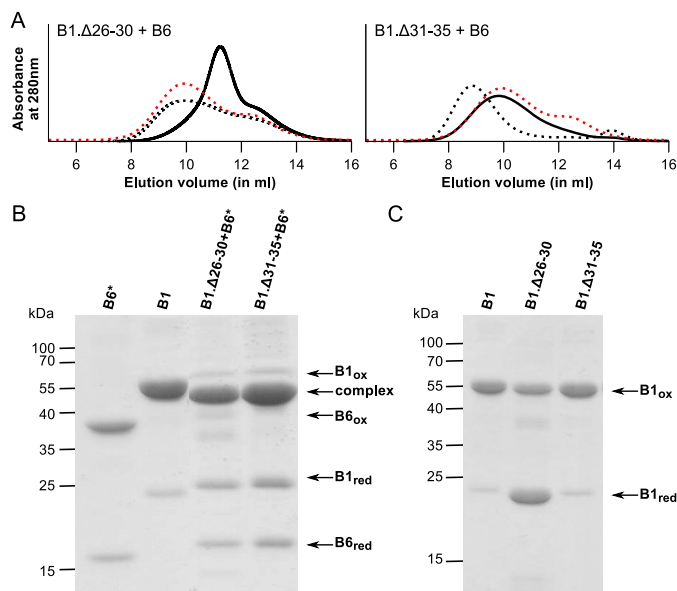 A
B1.Δ26-30 + B6
B1.Δ31-35 + B6
Absorbance
at 280nm
6 8 10 12 14 16
6 8 10 12 14 16
Elution volume (in ml)
Elution volume (in ml)
B
C
B6*
B1
B1.Δ26-30+B6*
B1.Δ31-35+B6*
B1
B1.Δ26-30
B1.Δ31-35
kDa
100
70
55
40
35
25
15
B1ox
complex
B6ox
B1red
B6red
kDa
100
70
55
40
35
25
15
B1ox
B1red